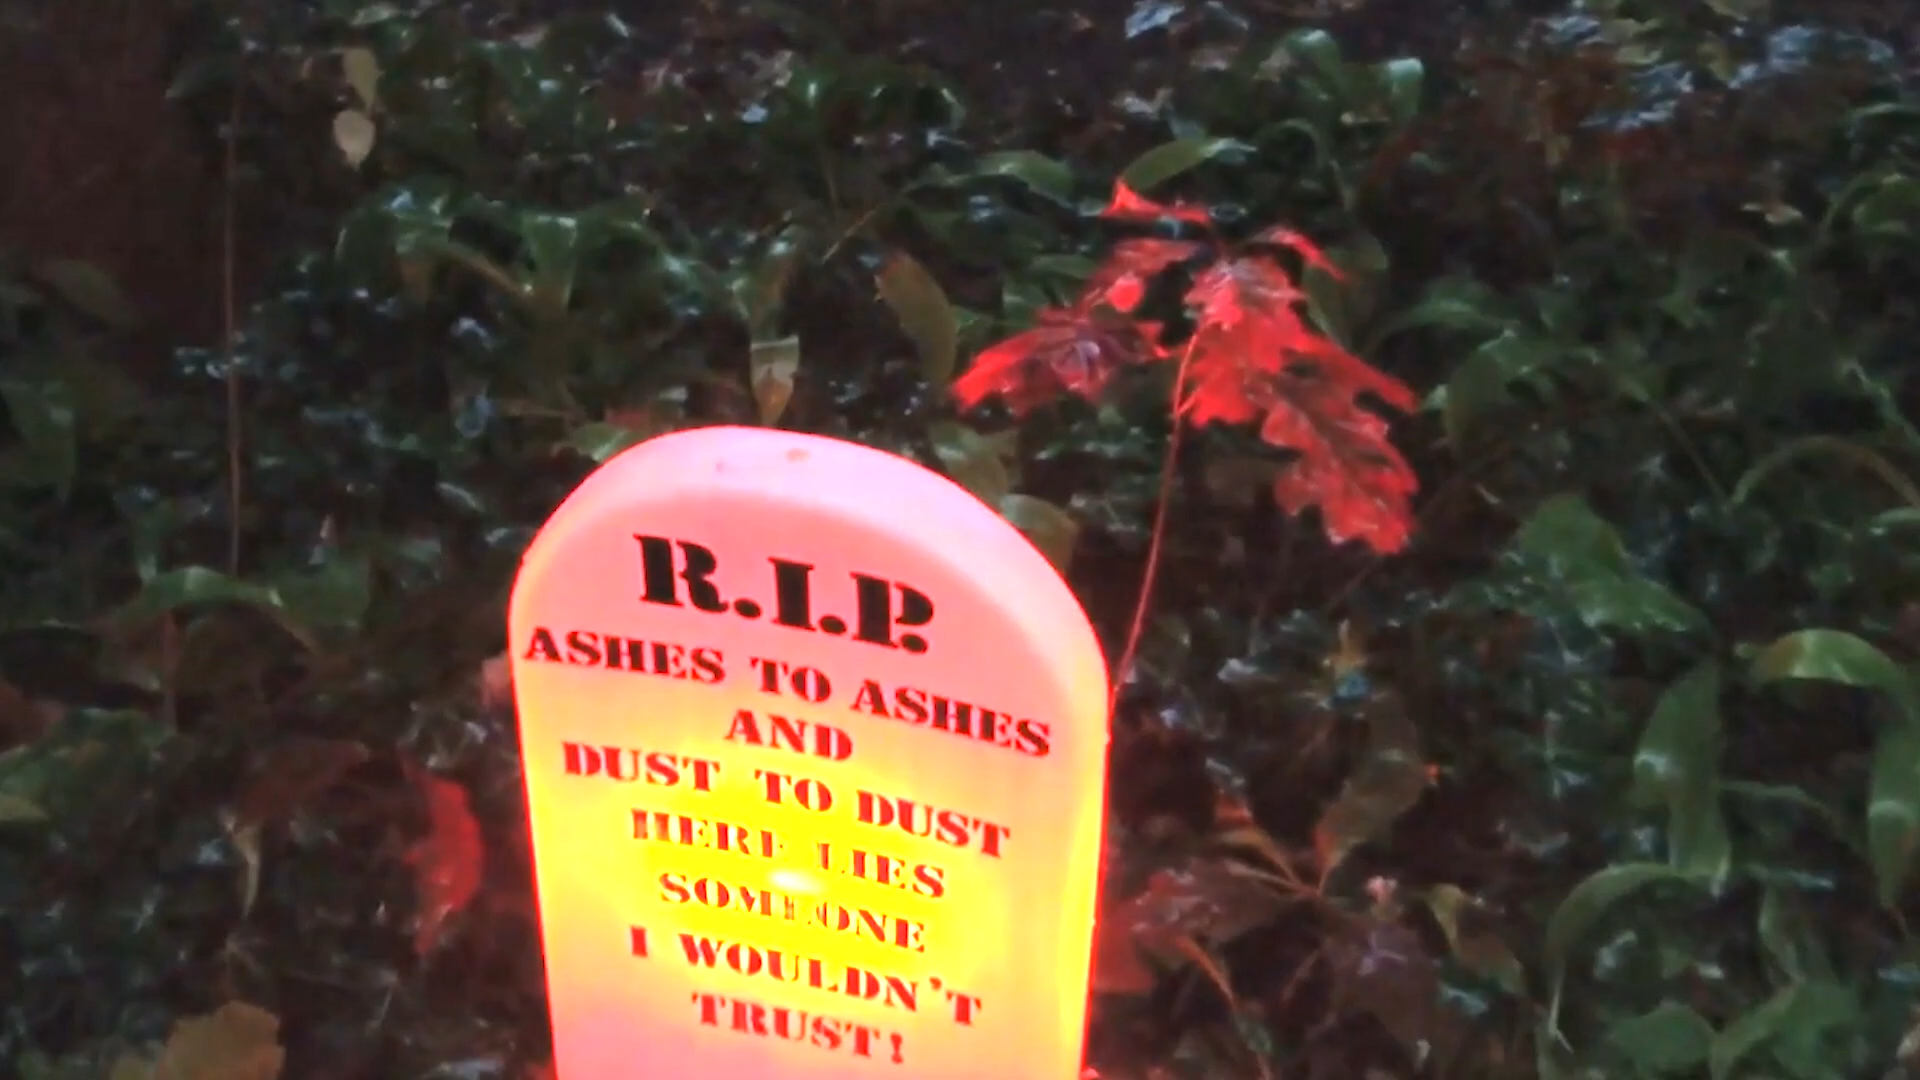 R.I.P.
ASHES TO ASHES
AND
DUST TO DUST
HERE LIES
SOMEONE
I WOULDN'T
TRUST!